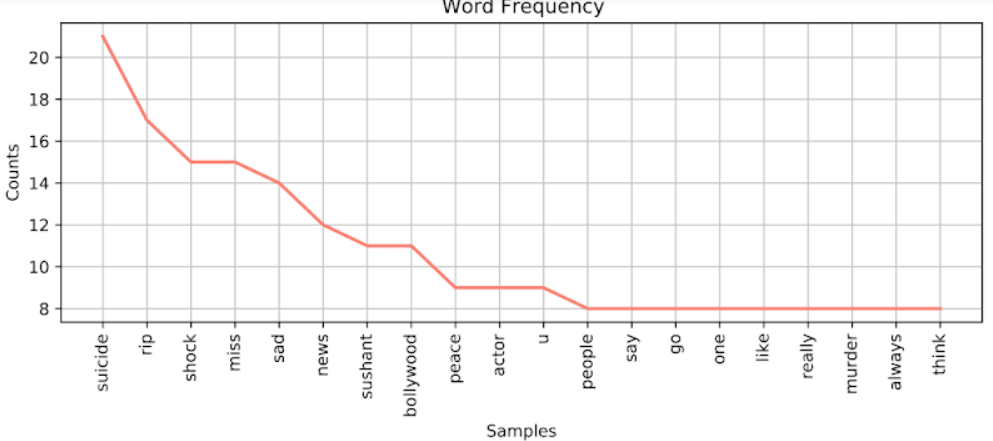 Word Frequency
Counts
20
18
16
14
12
10
8
suicide
rip
shock
miss
sad
news
sushant
bollywood
peace
actor
u
people
say
go
one
like
really
murder
always
think
Samples